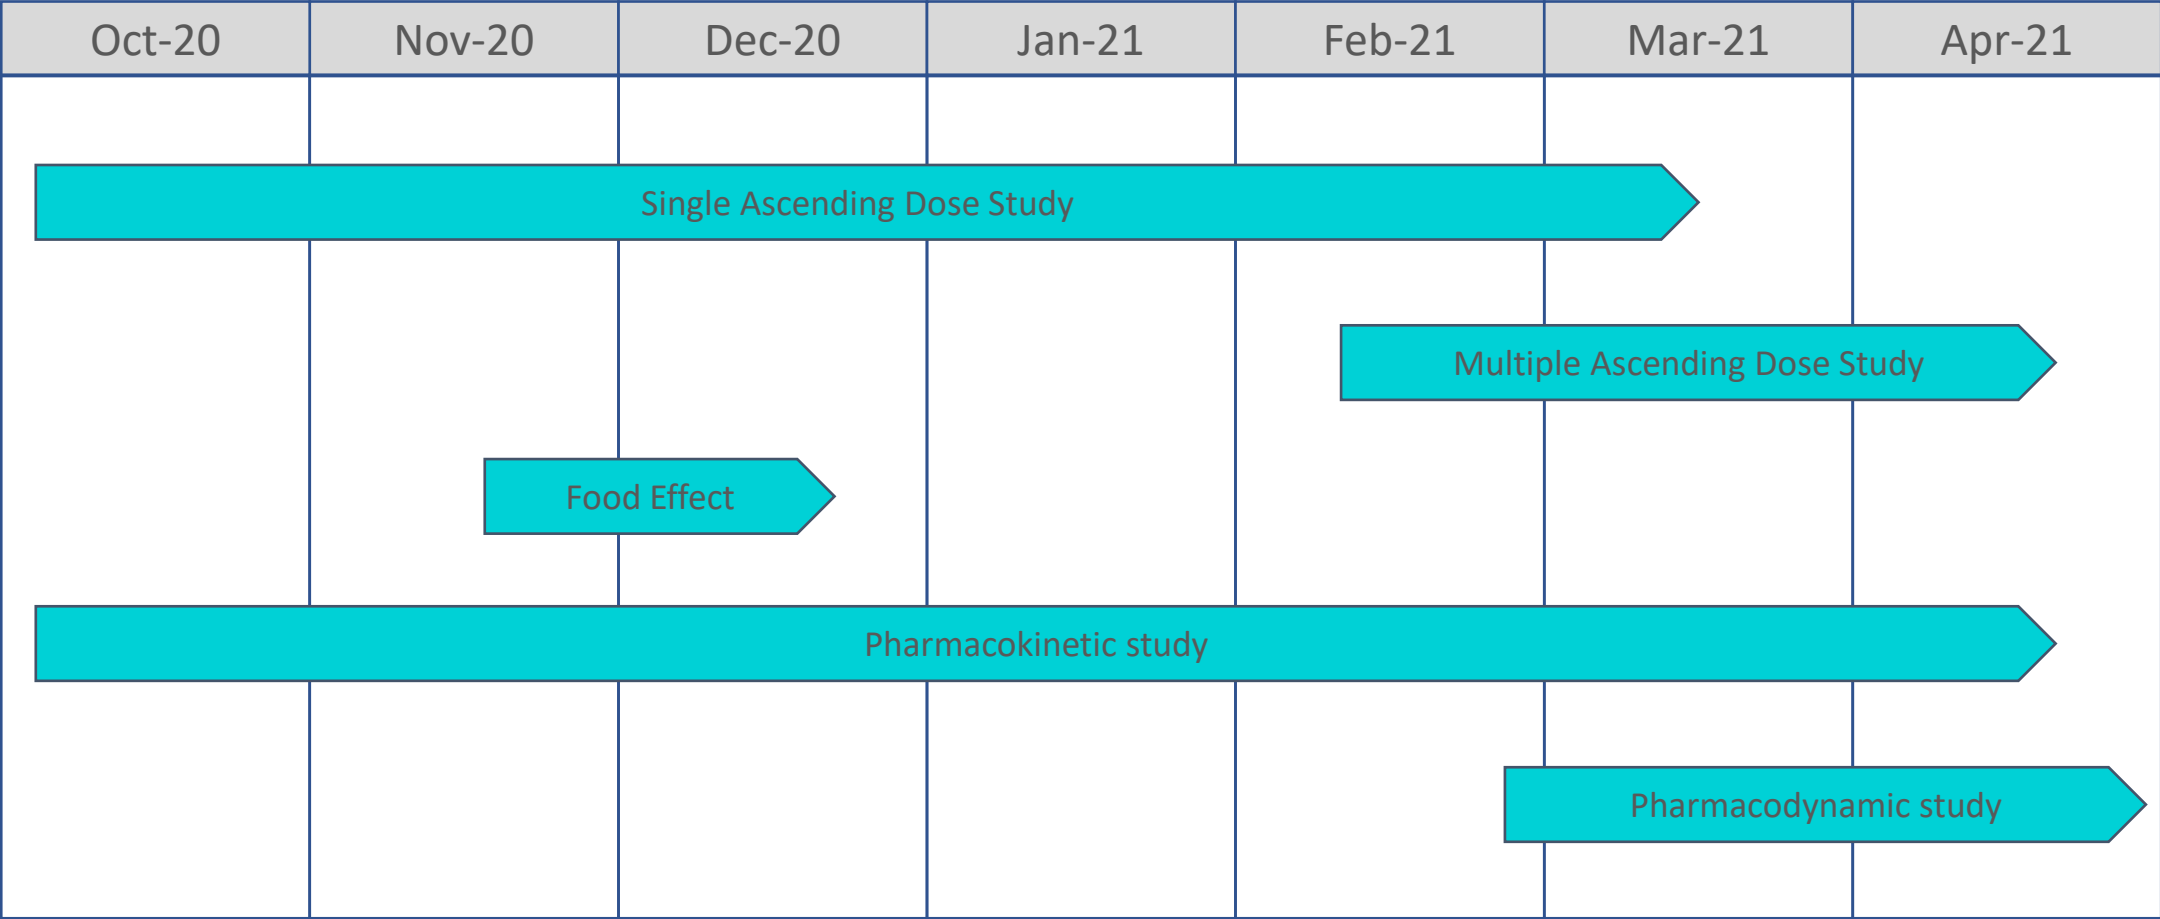 Oct-20 Nov-20 Dec-20 Jan-21 Feb-21 Mar-21 Apr-21
Single Ascending Dose Study
Multiple Ascending Dose Study
Food Effect
Pharmacokinetic study
Pharmacodynamic study